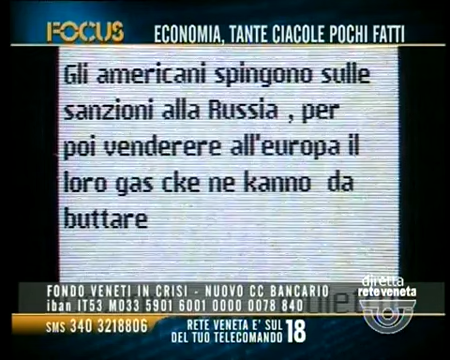 FOCUS ECONOMIA, TANTE CIACOLE POCHI FATTI
Gli americani spingono sulle
sanzioni alla Russia , per
poi venderere all'europa il
loro gas cke ne kanno da
buttare
diretta
reteveneta
FONDO VENETI IN CRISI - NUOVO CC BANCARIO
iban IT53 M033 5901 6001 0000 0078 840
SMS 340 3218806
RETE VENETA E' SUL
DEL TUO TELECOMANDO 18